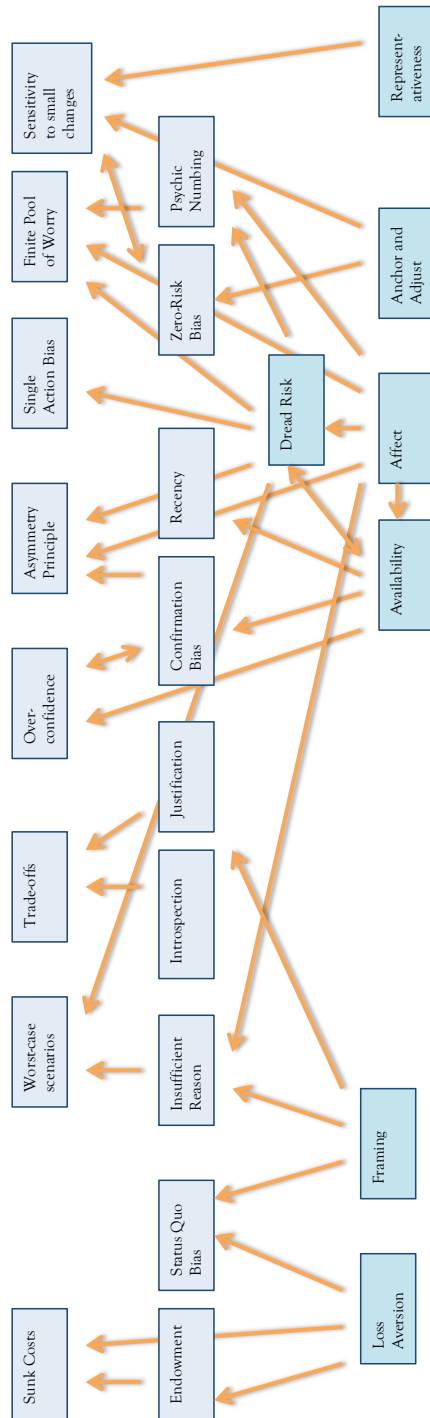 Sunk Costs
Worst-case
scenarios
Trade-offs
Over-
confidence
Asymmetry
Principle
Single
Action Bias
Finite Pool
of Worry
Sensitivity
to small
changes
Endowment
Status Quo
Bias
Insufficient
Reason
Introspection
Justification
Confirmation
Bias
Recency
Zero-Risk
Bias
Psychic
Numbing
Dread Risk
Loss
Aversion
Framing
Availability
Affect
Anchor and
Adjust
Represent-
ativeness